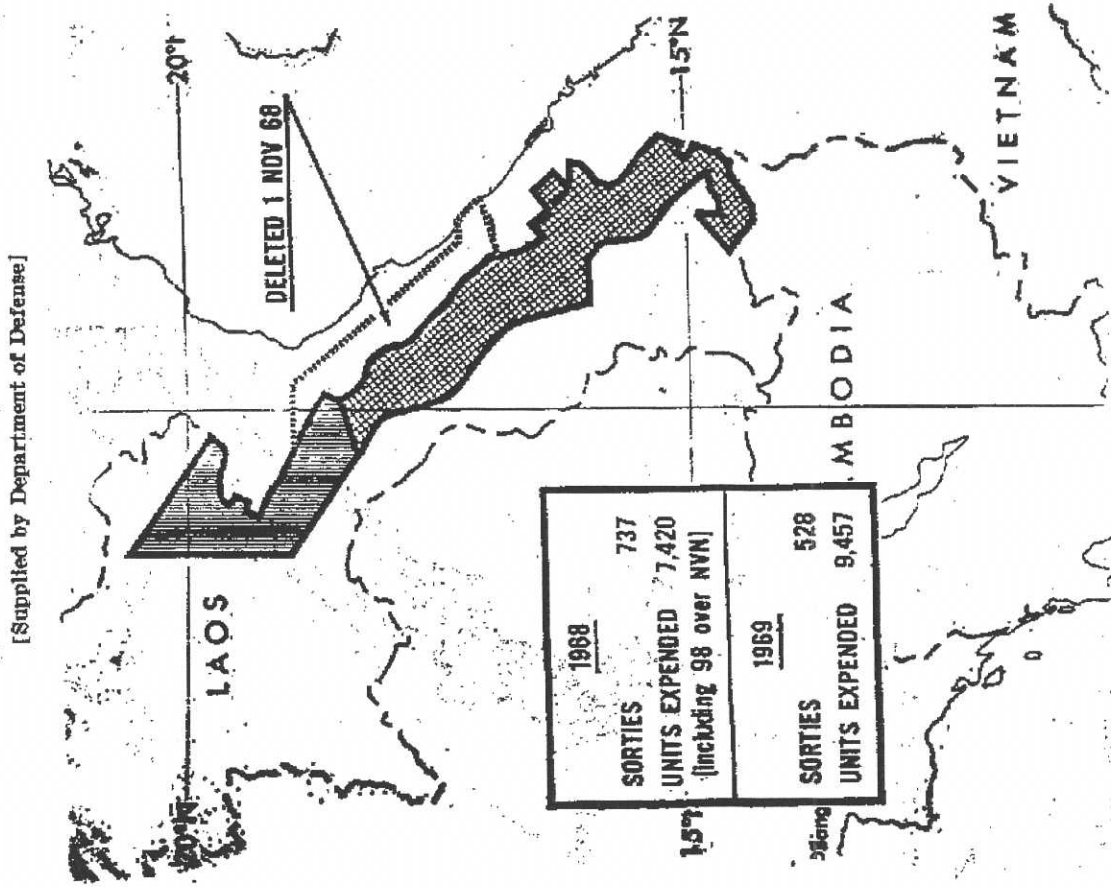 [Supplied by Department of Defense]
20°N
20°
DELETED 1 NOV 68
LAOS
15°N
15°
1968
SORTIES 737
UNITS EXPENDED 7,420
(including 98 over NVN)
1969
SORTIES 528
UNITS EXPENDED 9,457
MBODIA
VIETNAM